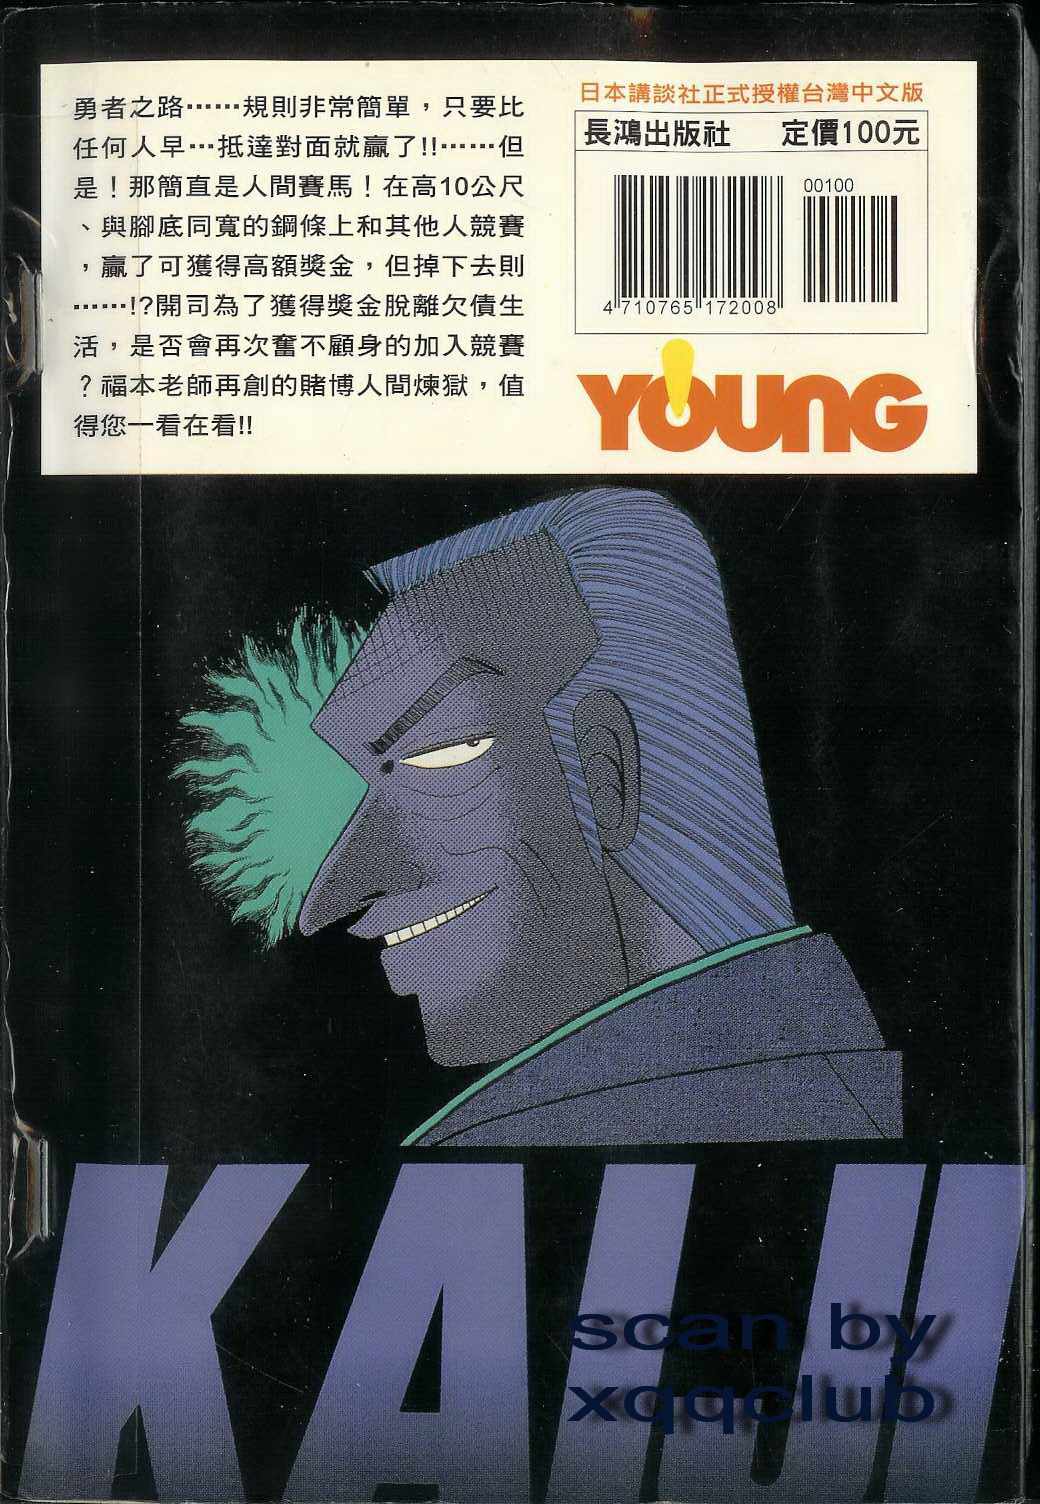 勇者之路⋯⋯規則非常簡單，只要比
任何人早⋯抵達對面就贏了!!⋯⋯但
是！那簡直是人間賽馬！在高10公尺
、與腳底同寬的鋼條上和其他人競賽
，贏了可獲得高額獎金，但掉下去則
⋯⋯!?開司為了獲得獎金脫離欠債生
活，是否會再次奮不顧身的加入競賽
？福本老師再創的賭博人間煉獄，值
得您一看在看!!
日本講談社正式授權台灣中文版
長鴻出版社 定價100元
00100
4 710765 172008
YOUNG
KAIJI
scan by
xqqclub